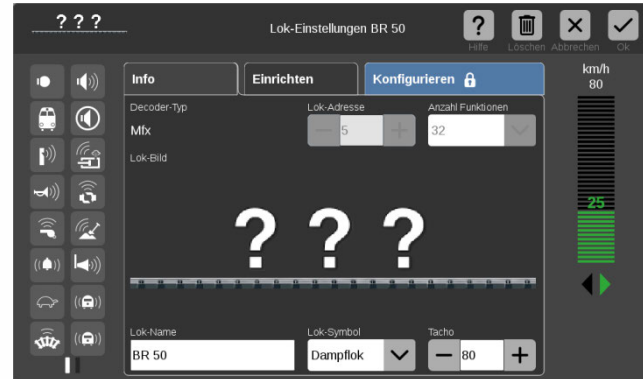 ? ? ?
Lok-Einstellungen BR 50
?
Hilfe
Löschen
Abbrechen
Ok
Info
Einrichten
Konfigurieren
km/h
80
Decoder-Typ
Lok-Adresse
Anzahl Funktionen
Mfx
5
32
Lok-Bild
25
? ? ?
Lok-Name
Lok-Symbol
Tacho
BR 50
Dampflok
80